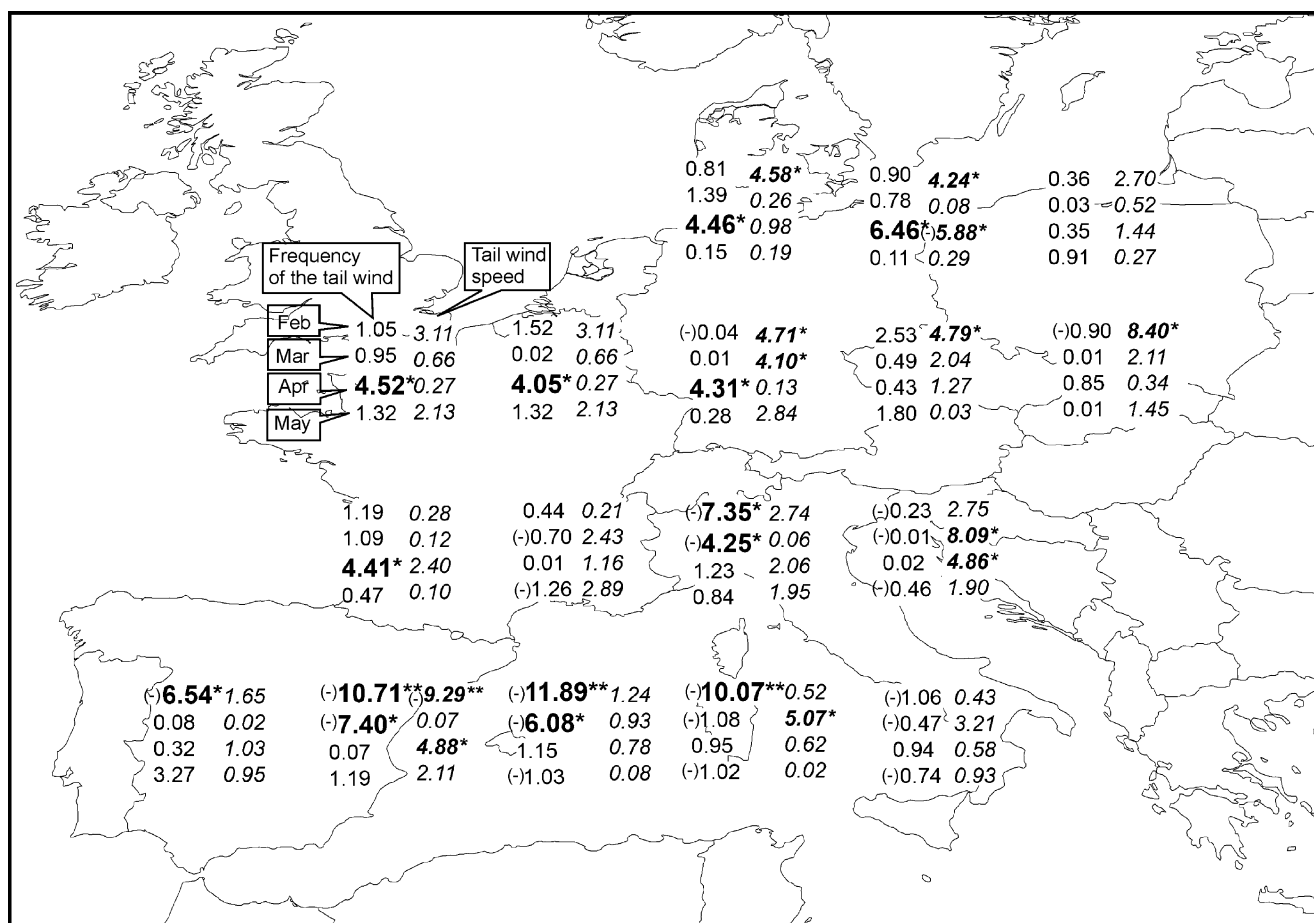 0.81 4.58* 0.90 4.24* 0.36 2.70
1.39 0.26 0.78 0.08 0.03 0.52
4.46* 0.98 6.46* (-)5.88* 0.35 1.44
0.15 0.19 0.11 0.29 0.91 0.27
Frequency
of the tail wind
Tail wind
speed
Feb 1.05 3.11 1.52 3.11 (-)0.04 4.71* 2.53 4.79* (-)0.90 8.40*
Mar 0.95 0.66 0.02 0.66 0.01 4.10* 0.49 2.04 0.01 2.11
Apr 4.52* 0.27 4.05* 0.27 4.31* 0.13 0.43 1.27 0.85 0.34
May 1.32 2.13 1.32 2.13 0.28 2.84 1.80 0.03 0.01 1.45
1.19 0.28 0.44 0.21 (-)7.35* 2.74 (-)0.23 2.75
1.09 0.12 (-)0.70 2.43 (-)4.25* 0.06 (-)0.01 8.09*
4.41* 2.40 0.01 1.16 1.23 2.06 0.02 4.86*
0.47 0.10 (-)1.26 2.89 0.84 1.95 (-)0.46 1.90
(-)6.54* 1.65 (-)10.71** 9.29** (-)11.89** 1.24 (-)10.07** 0.52 (-)1.06 0.43
0.08 0.02 (-)7.40* 0.07 (-)6.08* 0.93 (-)1.08 5.07* (-)0.47 3.21
0.32 1.03 0.07 4.88* 1.15 0.78 0.95 0.62 0.94 0.58
3.27 0.95 1.19 2.11 (-)1.03 0.08 (-)1.02 0.02 (-)0.74 0.93